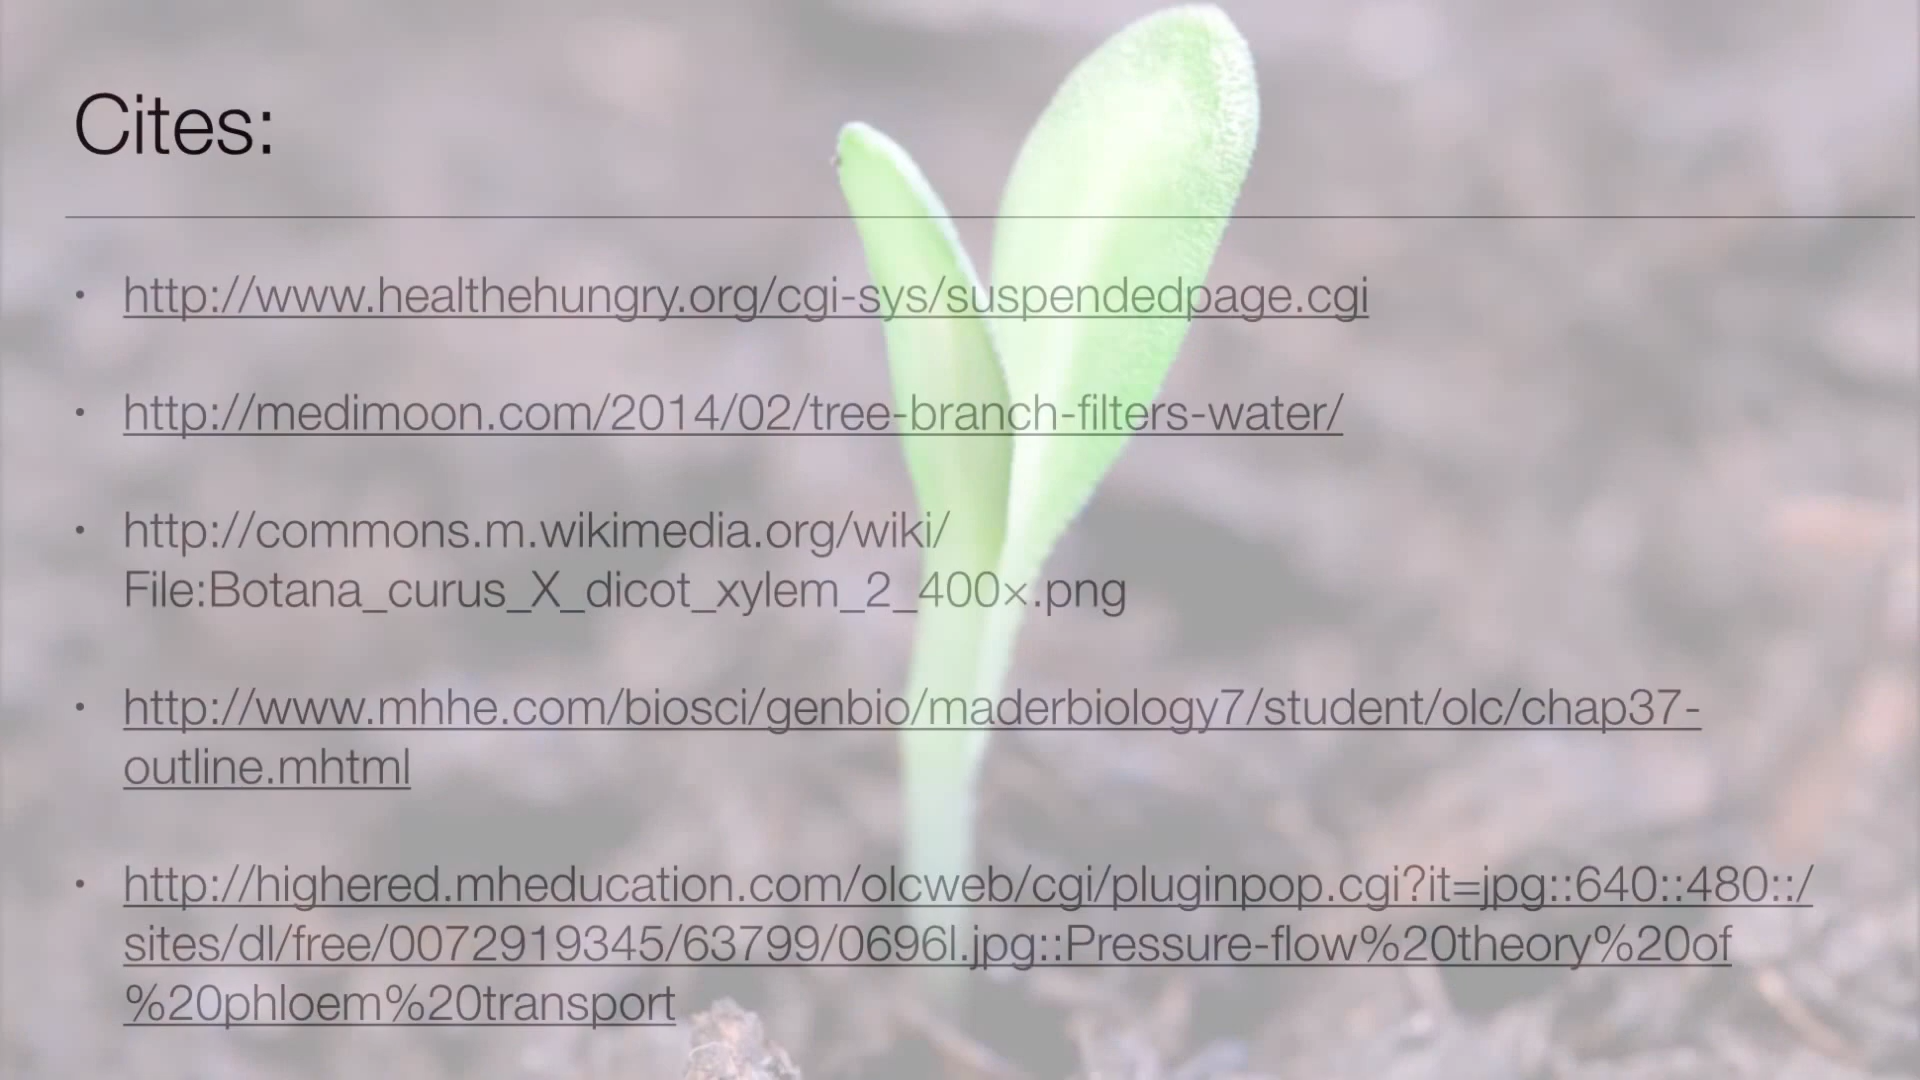 Cites:
• http://www.healthehungry.org/cgi-sys/suspendedpage.cgi
• http://medimoon.com/2014/02/tree-branch-filters-water/
• http://commons.m.wikimedia.org/wiki/
File:Botana_curus_X_dicot_xylem_2_400×.png
• http://www.mhhe.com/biosci/genbio/maderbiology7/student/olc/chap37-
outline.mhtml
• http://highered.mheducation.com/olcweb/cgi/pluginpop.cgi?it=jpg::640::480::/
sites/dl/free/0072919345/63799/0696l.jpg::Pressure-flow%20theory%20of
%20phloem%20transport